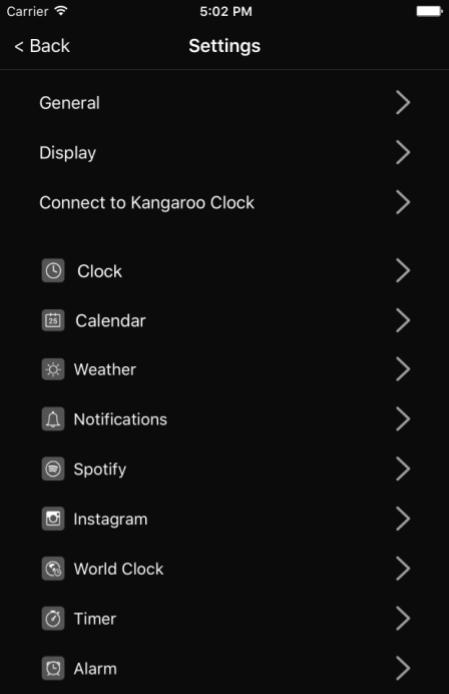 Carrier 5:02 PM
< Back Settings
General
Display
Connect to Kangaroo Clock
Clock
25 Calendar
Weather
Notifications
Spotify
Instagram
World Clock
Timer
Alarm